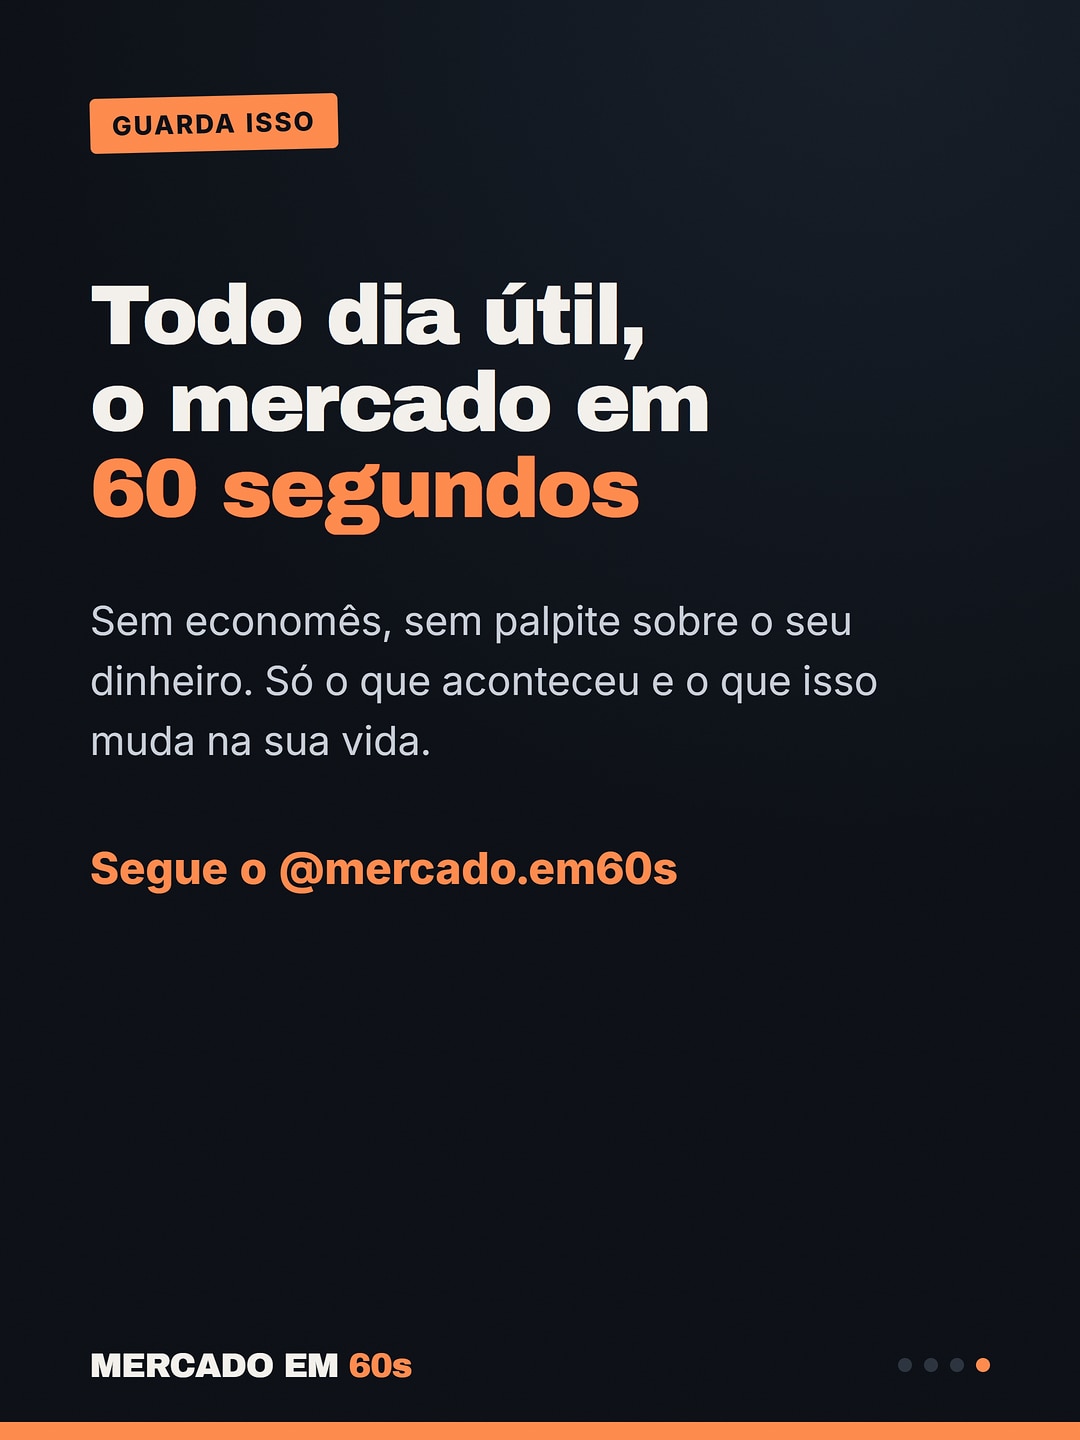 GUARDA ISSO
Todo dia útil,
o mercado em
60 segundos
Sem economês, sem palpite sobre o seu
dinheiro. Só o que aconteceu e o que isso
muda na sua vida.
Segue o @mercado.em60s
MERCADO EM 60s